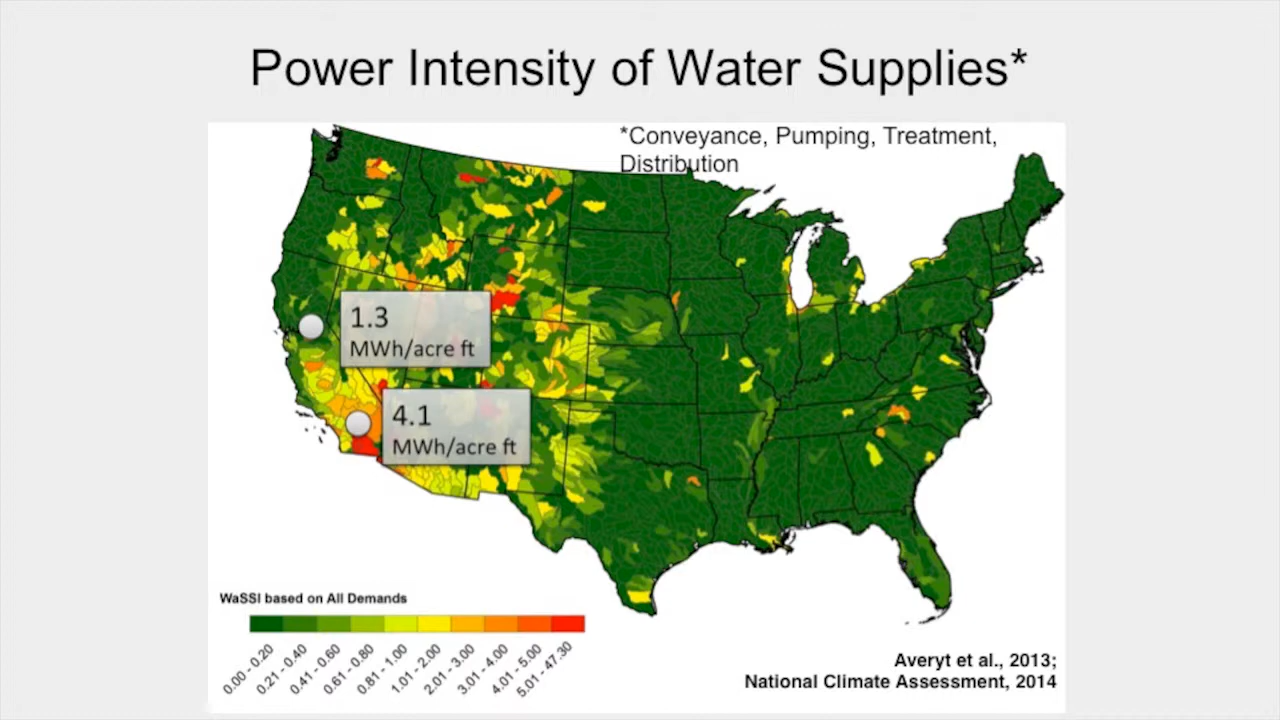 Power Intensity of Water Supplies*
*Conveyance, Pumping, Treatment,
Distribution
1.3
MWh/acre ft
4.1
MWh/acre ft
WaSSI based on All Demands
0.00 - 0.20
0.21 - 0.40
0.41 - 0.60
0.61 - 0.80
0.81 - 1.00
1.01 - 2.00
2.01 - 3.00
3.01 - 4.00
4.01 - 5.00
5.01 - 47.30
Averyt et al., 2013;
National Climate Assessment, 2014